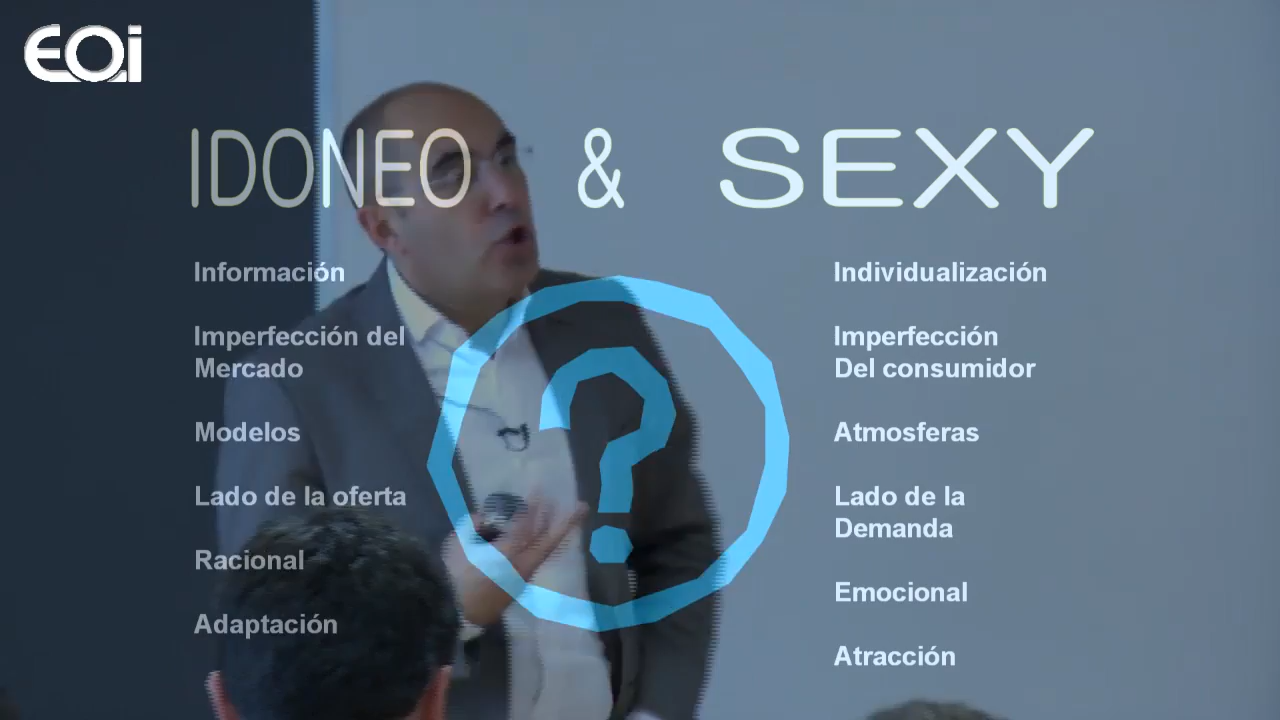 EOi
IDONEO & SEXY
Información
Imperfección del
Mercado
Modelos
Lado de la oferta
Racional
Adaptación
Individualización
Imperfección
Del consumidor
Atmosferas
Lado de la
Demanda
Emocional
Atracción
?